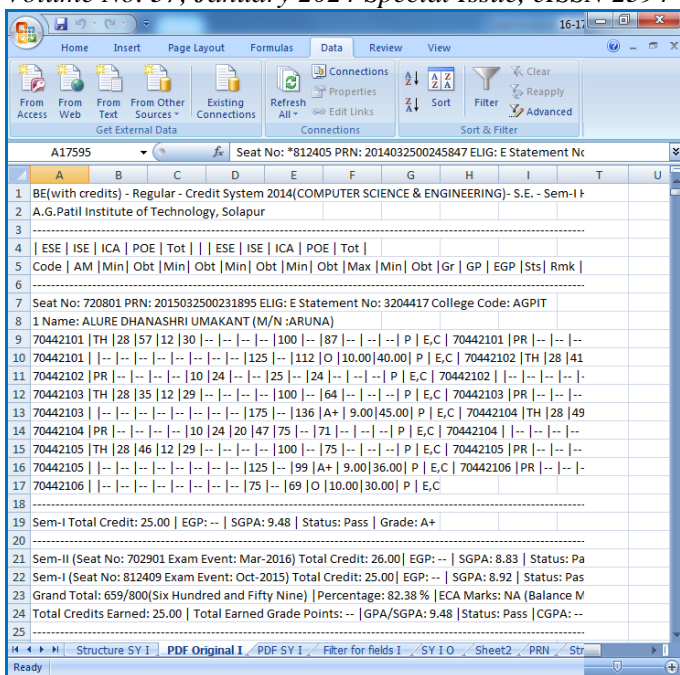 Volume No. 57, January 2024 Special Issue, eISSN 2394
16-17
Home Insert Page Layout Formulas Data Review View
From Access
From Web
From Text
From Other Sources
Existing Connections
Refresh All
Connections
Properties
Edit Links
Sort
Filter
Clear
Reapply
Advanced
Get External Data Connections Sort & Filter
A17595 fx Seat No: *812405 PRN: 2014032500245847 ELIG: E Statement No
A B C D E F G H I T U
1 BE(with credits) - Regular - Credit System 2014(COMPUTER SCIENCE & ENGINEERING)- S.E. - Sem-I
2 A.G.Patil Institute of Technology, Solapur
3 ------------------------------------------------------------
4 | ESE | ISE | ICA | POE | Tot | | | ESE | ISE | ICA | POE | Tot |
5 Code | AM |Min| Obt |Min| Obt |Min| Obt |Min| Obt |Max |Min| Obt |Gr | GP | EGP |Sts| Rmk |
6 ------------------------------------------------------------
7 Seat No: 720801 PRN: 2015032500231895 ELIG: E Statement No: 3204417 College Code: AGPIT
8 1 Name: ALURE DHANASHRI UMAKANT (M/N :ARUNA)
9 70442101 |TH |28 |57 |12 |30 |-- |-- |-- |100 |--|87 |-- | --| --| P | E,C | 70442101 |PR |-- |-- |--
10 70442101 | |-- |-- |-- |-- |-- |-- |-- |-- |125 |-- |112 |O |10.00|40.00| P | E,C | 70442102 |TH |28 |41
11 70442102 |PR |-- |-- |-- |-- |10 |24 |-- |-- |25 |-- |24 |-- |-- |--| P | E,C | 70442102 | |-- |-- |-- |-
12 70442103 |TH |28 |35 |12 |29 |-- |-- |-- |-- |100 |-- |64 |-- |-- |--| P | E,C | 70442103 |PR |-- |--
13 70442103 | |-- |-- |-- |-- |-- |-- |-- |-- |175 |-- |136 |A+ | 9.00|45.00| P | E,C | 70442104 |TH |28 |49
14 70442104 |PR |-- |-- |-- |-- |10 |24 |20 |47 |75 |-- |71 |-- |-- |--| P | E,C | 70442104 | |-- |-- |--
15 70442105 |TH |28 |46 |12 |29 |-- |-- |-- |-- |100 |-- |75 |-- |-- |--| P | E,C | 70442105 |PR |-- |--
16 70442105 | |-- |-- |-- |-- |-- |-- |-- |-- |125 |-- |99 |A+ | 9.00|36.00| P | E,C | 70442106 |PR |-- |-
17 70442106 | |-- |-- |-- |-- |-- |-- |-- |-- |75 |-- |69 |O |10.00|30.00| P | E,C
18 ------------------------------------------------------------
19 Sem-I Total Credit: 25.00 | EGP: -- | SGPA: 9.48 | Status: Pass | Grade: A+
20 ------------------------------------------------------------
21 Sem-II (Seat No: 702901 Exam Event: Mar-2016) Total Credit: 26.00| EGP: -- | SGPA: 8.83 | Status: Pa
22 Sem-I (Seat No: 812409 Exam Event: Oct-2015) Total Credit: 25.00| EGP: -- | SGPA: 8.92 | Status: Pas
23 Grand Total: 659/800(Six Hundred and Fifty Nine) |Percentage: 82.38 % |ECA Marks: NA (Balance M
24 Total Credits Earned: 25.00 | Total Earned Grade Points: -- |GPA/SGPA: 9.48 |Status: Pass |CGPA: --
25 ------------------------------------------------------------
Structure SY I PDF Original I PDF SY I Filter for fields I SY I O Sheet2 PRN Str
Ready